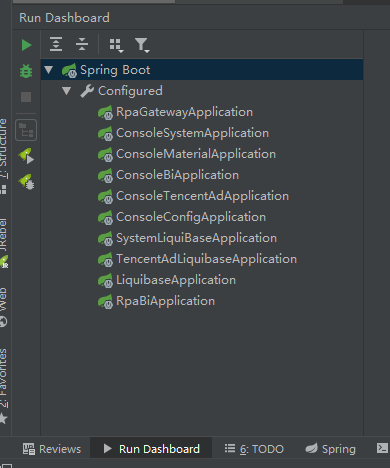 Run Dashboard
Spring Boot
Configured
RpaGatewayApplication
ConsoleSystemApplication
ConsoleMaterialApplication
ConsoleBiApplication
ConsoleTencentAdApplication
ConsoleConfigApplication
SystemLiquiBaseApplication
TencentAdLiquibaseApplication
LiquibaseApplication
RpaBiApplication
7: Structure
JRebel
Web
2: Favorites
Reviews
Run Dashboard
6: TODO
Spring